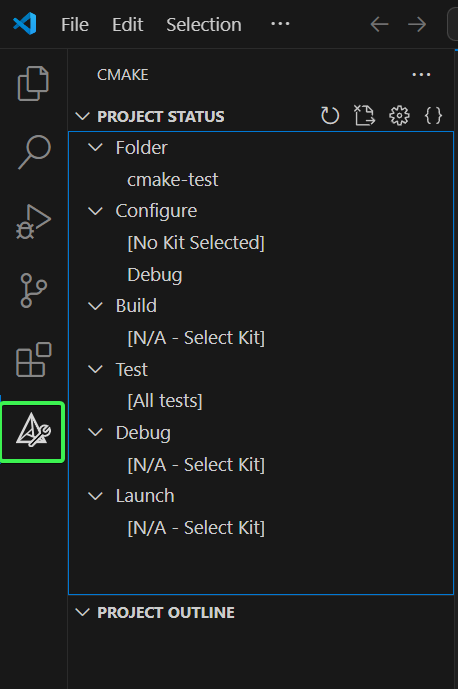 File Edit Selection ···
CMAKE ···
PROJECT STATUS {}
Folder
cmake-test
Configure
[No Kit Selected]
Debug
Build
[N/A - Select Kit]
Test
[All tests]
Debug
[N/A - Select Kit]
Launch
[N/A - Select Kit]
PROJECT OUTLINE